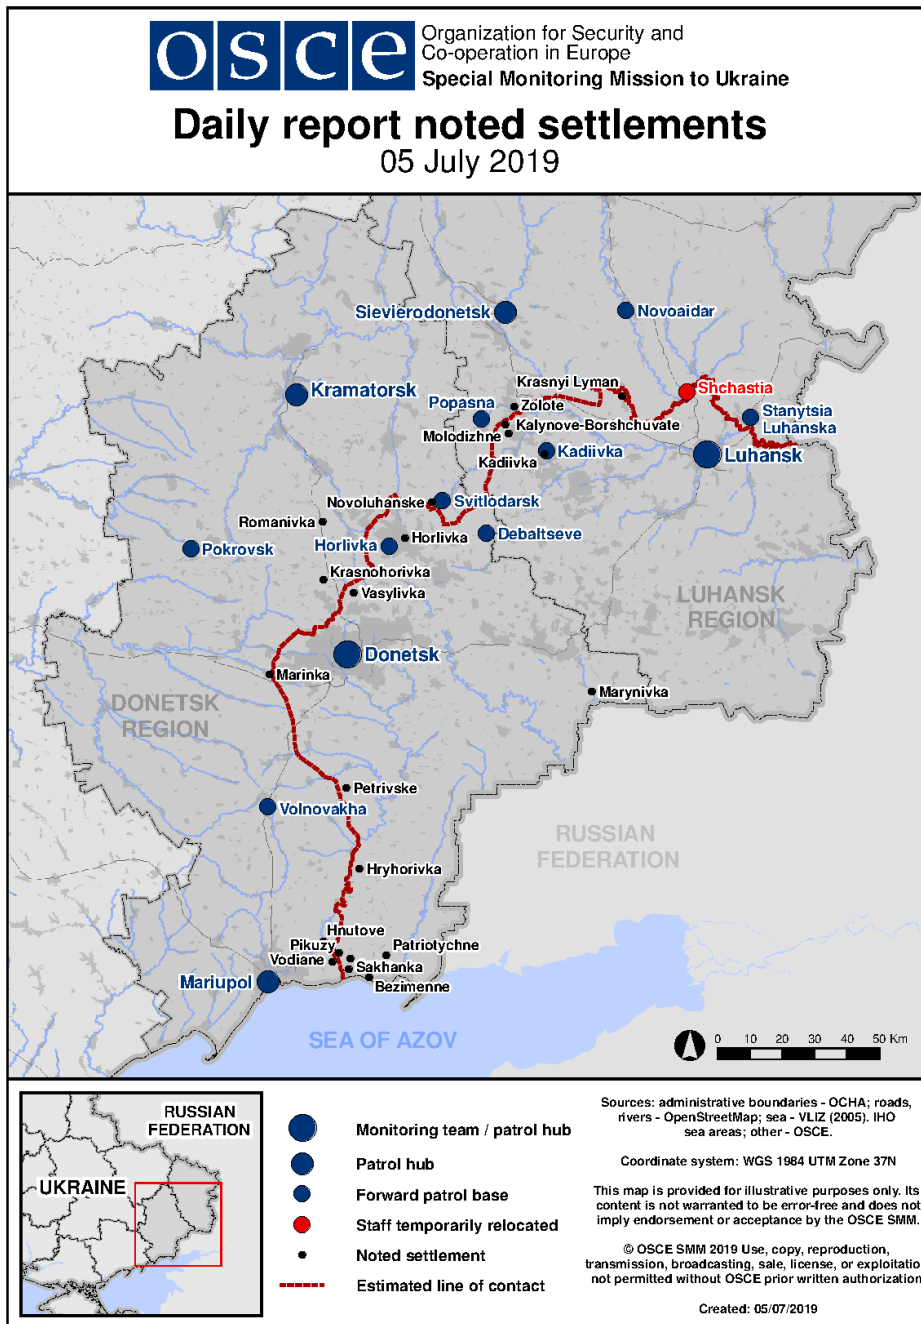 osce
Organization for Security and
Co-operation in Europe
Special Monitoring Mission to Ukraine
Daily report noted settlements
05 July 2019
Sievierodonetsk
Novoaidar
Krasnyi Lyman
Shchastia
Kramatorsk
Popasna
Zolote
Stanytsia
Luhanska
Kalynove-Borshchuvate
Molodizhne
Kadiivka
Kadiivka
Luhansk
Novoluhanske
Svitlodarsk
Romanivka
Horlivka
Horlivka
Debaltseve
Pokrovsk
Krasnohorivka
Vasylivka
LUHANSK
REGION
Donetsk
Marinka
DONETSK
REGION
Marynivka
Petrivske
Volnovakha
RUSSIAN
FEDERATION
Hryhorivka
Hnutove
Pikuzy
Patriotychne
Vodiane
Sakhanka
Mariupol
Bezimenne
SEA OF AZOV
0 10 20 30 40 50 Km
RUSSIAN
FEDERATION
UKRAINE
Monitoring team / patrol hub
Patrol hub
Forward patrol base
Staff temporarily relocated
Noted settlement
Estimated line of contact
Sources: administrative boundaries - OCHA; roads,
rivers - OpenStreetMap; sea - VLIZ (2005). IHO
sea areas; other - OSCE.
Coordinate system: WGS 1984 UTM Zone 37N
This map is provided for illustrative purposes only. Its
content is not warranted to be error-free and does not
imply endorsement or acceptance by the OSCE SMM.
© OSCE SMM 2019 Use, copy, reproduction,
transmission, broadcasting, sale, license, or exploitatio
not permitted without OSCE prior written authorization
Created: 05/07/2019